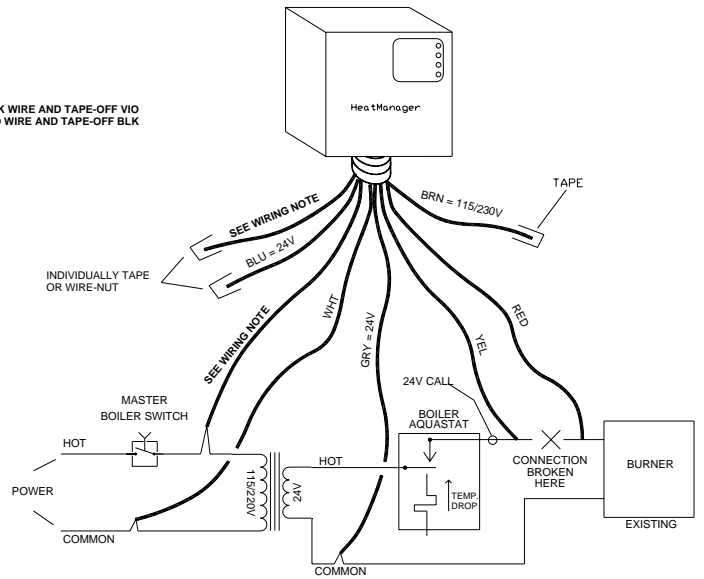 K WIRE AND TAPE-OFF VIO
WIRE AND TAPE-OFF BLK
HeatManager
TAPE
BRN = 115/230V
SEE WIRING NOTE
BLU = 24V
INDIVIDUALLY TAPE
OR WIRE-NUT
SEE WIRING NOTE
WHT
GRY = 24V
YEL
RED
24V CALL
MASTER
BOILER SWITCH
BOILER
AQUASTAT
HOT
HOT
POWER
115/220V
24V
TEMP.
DROP
CONNECTION
BROKEN
HERE
BURNER
EXISTING
COMMON
COMMON